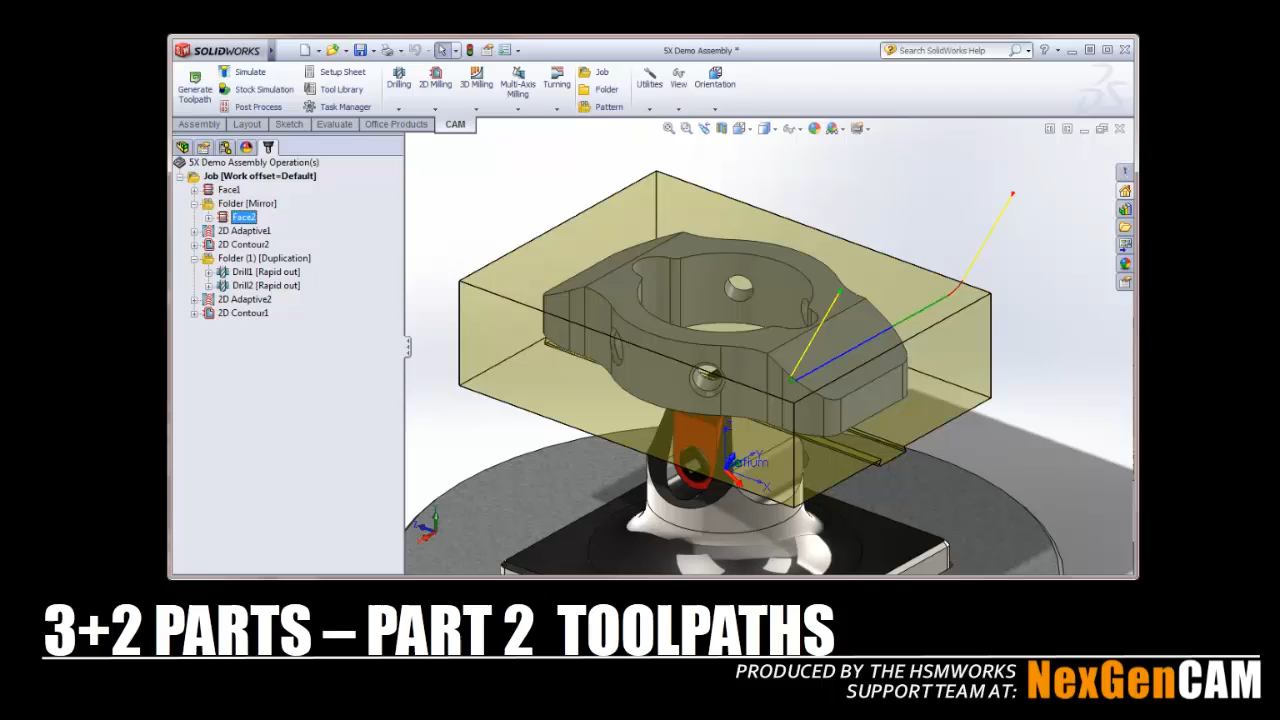 SOLIDWORKS
5X Demo Assembly *
Search SolidWorks Help
Generate Toolpath
Simulate
Stock Simulation
Post Process
Setup Sheet
Tool Library
Task Manager
Drilling
2D Milling
3D Milling
Multi-Axis Milling
Turning
Job
Folder
Pattern
Utilities
View
Orientation
Assembly
Layout
Sketch
Evaluate
Office Products
CAM
5X Demo Assembly Operation(s)
Job [Work offset=Default]
Face1
Folder [Mirror]
Face2
2D Adaptive1
2D Contour2
Folder (1) [Duplication]
Drill1 [Rapid out]
Drill2 [Rapid out]
2D Adaptive2
2D Contour1
Y
X
3+2 PARTS – PART 2 TOOLPATHS
PRODUCED BY THE HSMWORKS
SUPPORT TEAM AT:
NexGenCAM